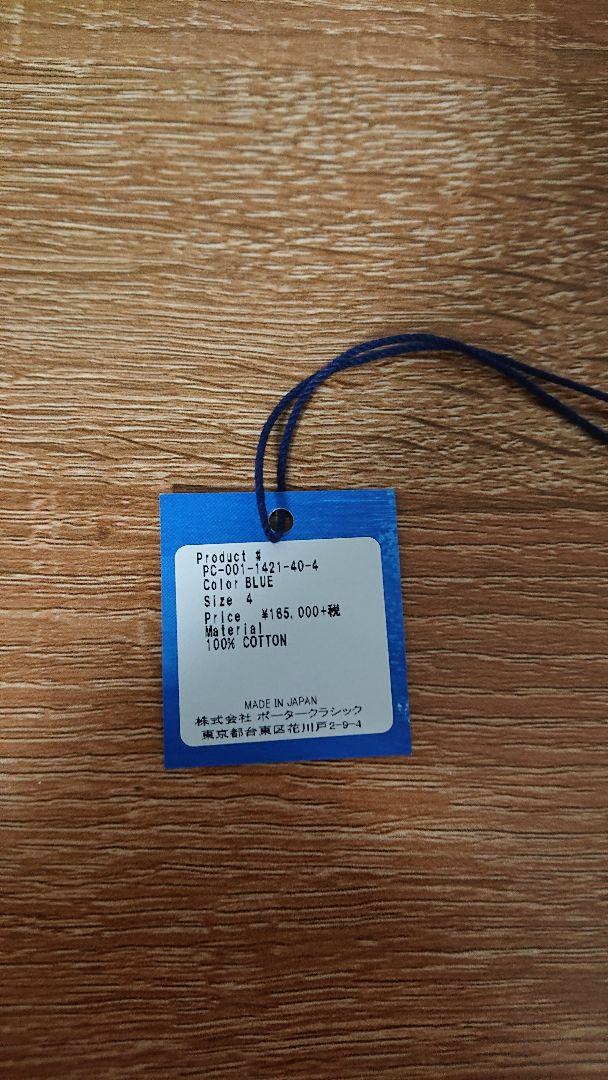 Product #
PC-001-1421-40-4
Color BLUE
Size 4
Price ¥165,000+税
Material
100% COTTON
MADE IN JAPAN
株式会社 ポータークラシック
東京都台東区花川戸2-9-4